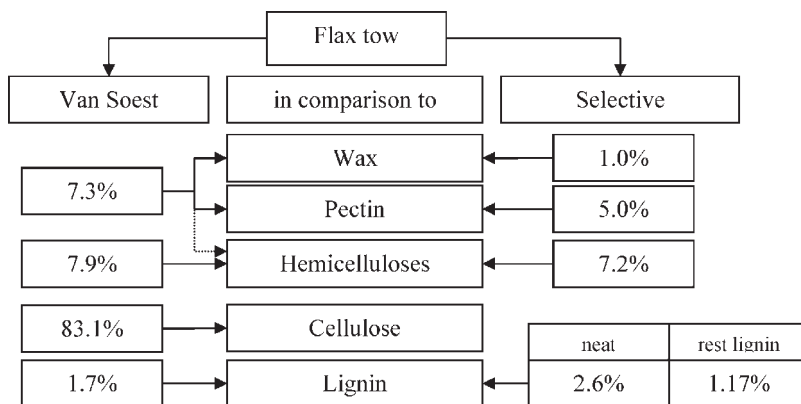 Flax tow
Van Soest
in comparison to
Selective
Wax
1.0%
7.3%
Pectin
5.0%
7.9%
Hemicelluloses
7.2%
83.1%
Cellulose
neat
rest lignin
1.7%
Lignin
2.6%
1.17%